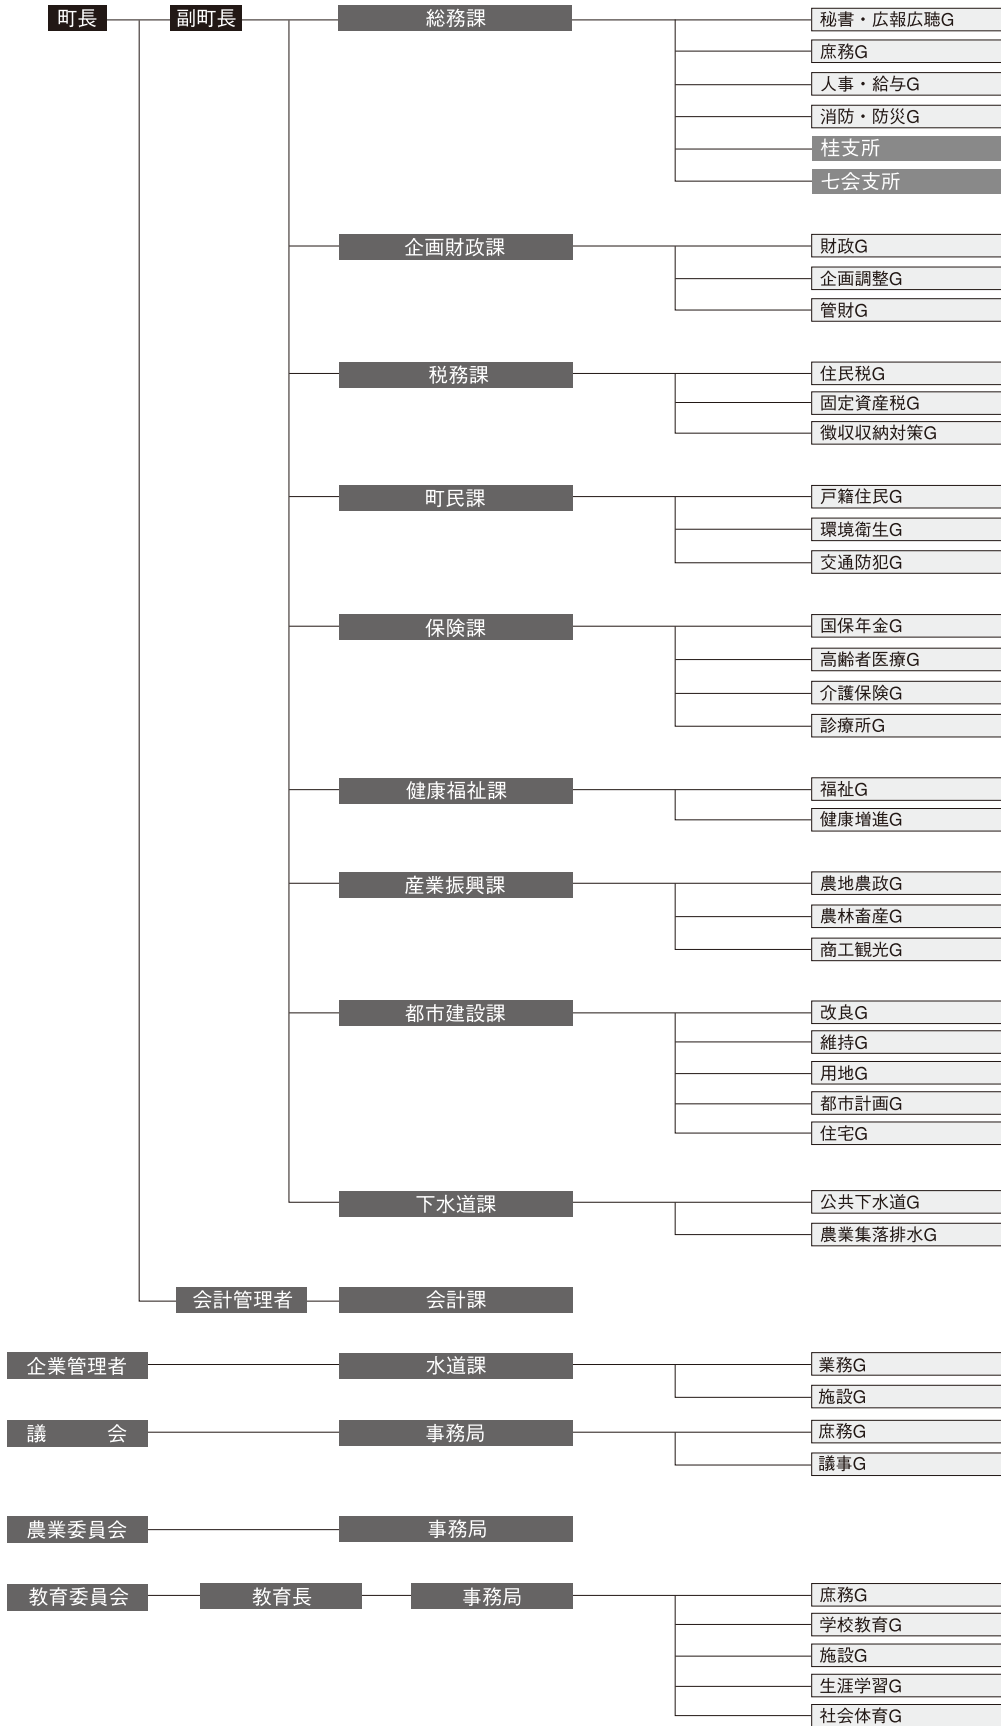 町長
副町長
総務課
秘書・広報広聴G
庶務G
人事・給与G
消防・防災G
桂支所
七会支所
企画財政課
財政G
企画調整G
管財G
税務課
住民税G
固定資産税G
徴収収納対策G
町民課
戸籍住民G
環境衛生G
交通防犯G
保険課
国保年金G
高齢者医療G
介護保険G
診療所G
健康福祉課
福祉G
健康増進G
産業振興課
農地農政G
農林畜産G
商工観光G
都市建設課
改良G
維持G
用地G
都市計画G
住宅G
下水道課
公共下水道G
農業集落排水G
会計管理者
会計課
企業管理者
水道課
業務G
施設G
議　会
事務局
庶務G
議事G
農業委員会
事務局
教育委員会
教育長
事務局
庶務G
学校教育G
施設G
生涯学習G
社会体育G